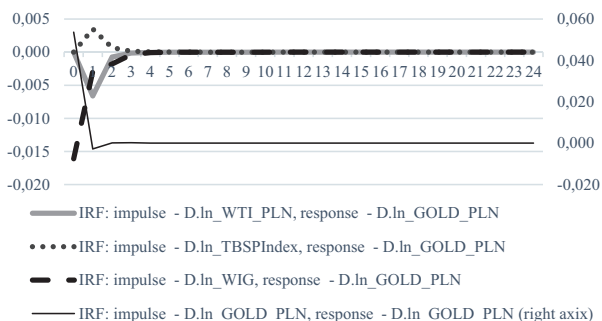 0,005 0,060
0,000 0,040
0 1 2 3 4 5 6 7 8 9 10 11 12 13 14 15 16 17 18 19 20 21 22 23 24
-0,005 0,020
-0,010 0,000
-0,015
-0,020 -0,020
IRF: impulse - D.ln_WTI_PLN, response - D.ln_GOLD_PLN
IRF: impulse - D.ln_TBSPIndex, response - D.ln_GOLD_PLN
IRF: impulse - D.ln_WIG, response - D.ln_GOLD_PLN
IRF: impulse - D.ln_GOLD_PLN, response - D.ln_GOLD_PLN (right axix)